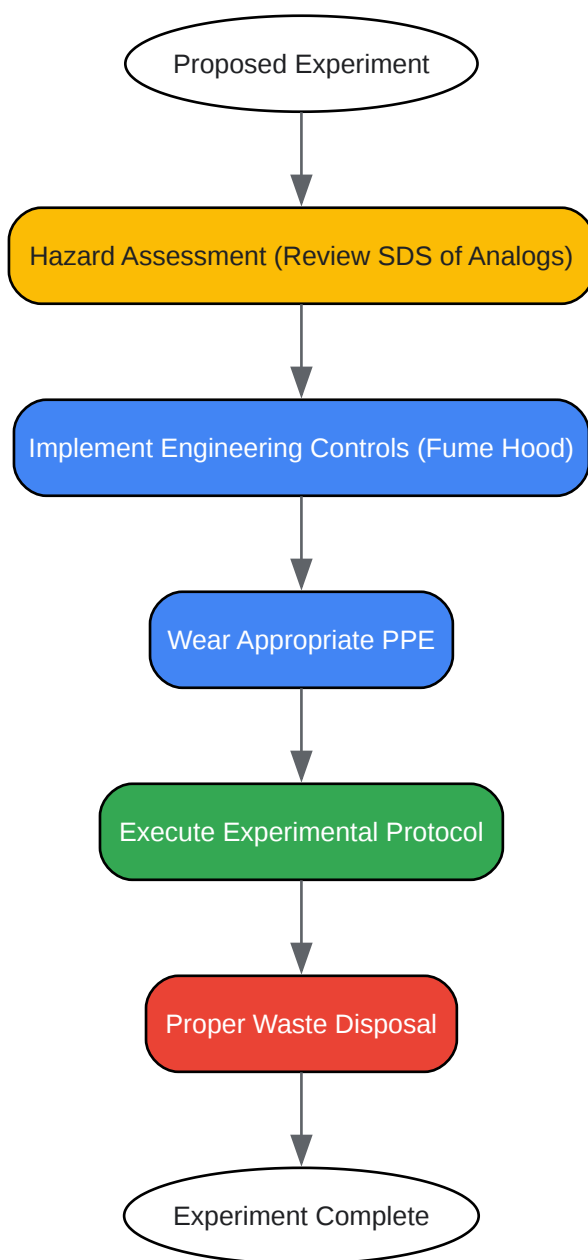 Proposed Experiment
Hazard Assessment (Review SDS of Analogs)
Implement Engineering Controls (Fume Hood)
Wear Appropriate PPE
Execute Experimental Protocol
Proper Waste Disposal
Experiment Complete